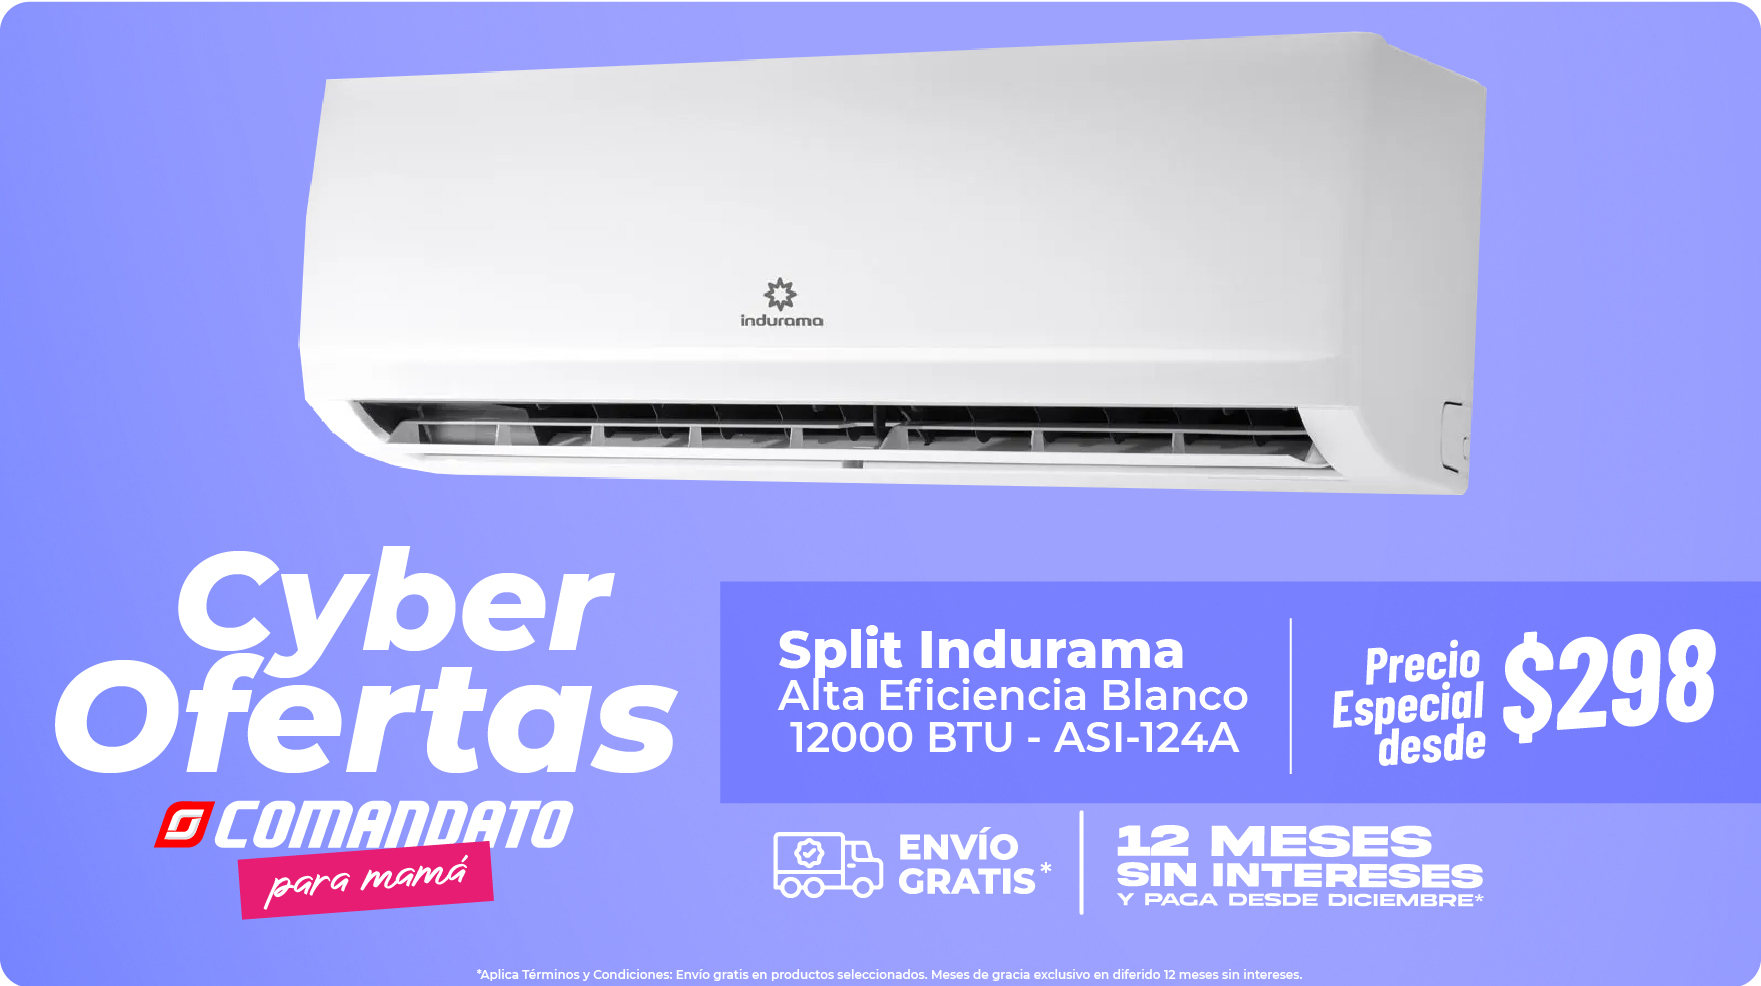 indurama
Cyber
Ofertas
COMANDATO
para mamá
Split Indurama
Alta Eficiencia Blanco
12000 BTU - ASI-124A
Precio
Especial
desde
$298
ENVÍO
GRATIS*
12 MESES
SIN INTERESES
Y PAGA DESDE DICIEMBRE*
*Aplica Términos y Condiciones: Envío gratis en productos seleccionados. Meses de gracia exclusivo en diferido 12 meses sin intereses.